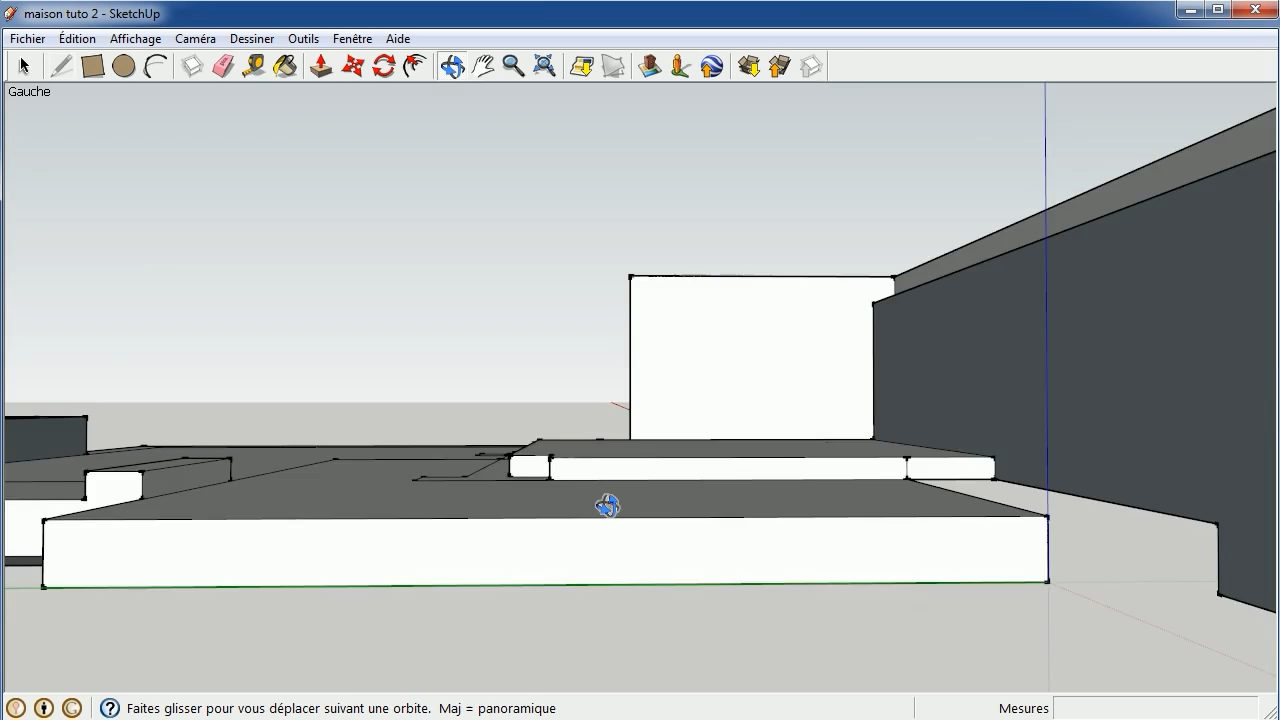 maison tuto 2 - SketchUp
Fichier Édition Affichage Caméra Dessiner Outils Fenêtre Aide
Gauche
Faites glisser pour vous déplacer suivant une orbite. Maj = panoramique
Mesures